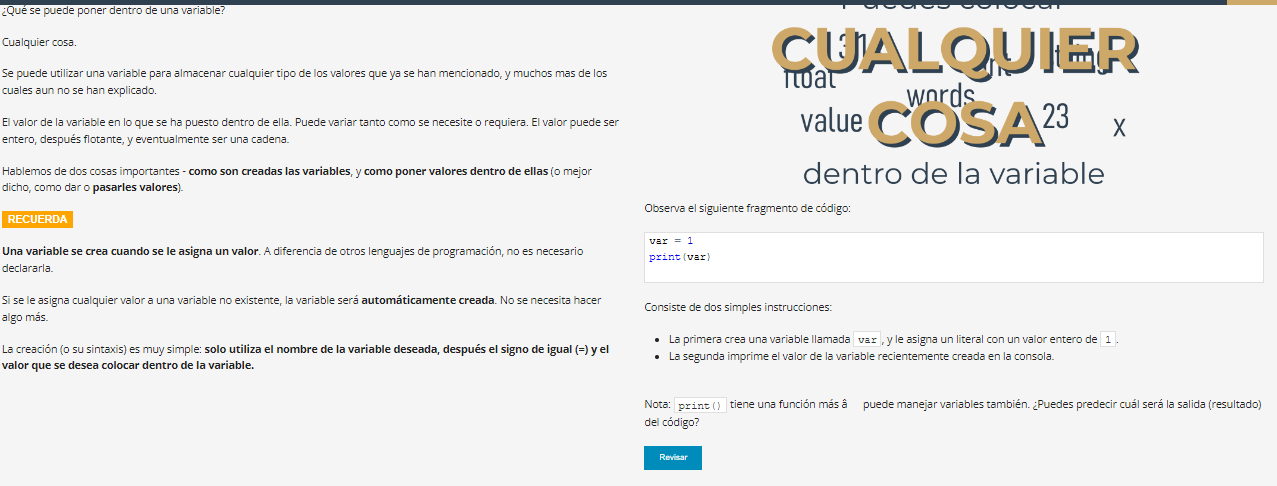 ¿Qué se puede poner dentro de una variable?
Cualquier cosa.
Se puede utilizar una variable para almacenar cualquier tipo de los valores que ya se han mencionado, y muchos mas de los
cuales aun no se han explicado.
El valor de la variable en lo que se ha puesto dentro de ella. Puede variar tanto como se necesite o requiera. El valor puede ser
entero, después flotante, y eventualmente ser una cadena.
Hablemos de dos cosas importantes - como son creadas las variables, y como poner valores dentro de ellas (o mejor
dicho, como dar o pasarles valores).
RECUERDA
Una variable se crea cuando se le asigna un valor. A diferencia de otros lenguajes de programación, no es necesario
declararla.
Si se le asigna cualquier valor a una variable no existente, la variable será automáticamente creada. No se necesita hacer
algo más.
La creación (o su sintaxis) es muy simple: solo utiliza el nombre de la variable deseada, después el signo de igual (=) y el
valor que se desea colocar dentro de la variable.
Puedes colocar
CUALQUIER
float
words
value COSA 23 x
dentro de la variable
Observa el siguiente fragmento de código:
var = 1
print(var)
Consiste de dos simples instrucciones:
• La primera crea una variable llamada var, y le asigna un literal con un valor entero de 1.
• La segunda imprime el valor de la variable recientemente creada en la consola.
Nota: print() tiene una función más â puede manejar variables también. ¿Puedes predecir cuál será la salida (resultado)
del código?
Revisar